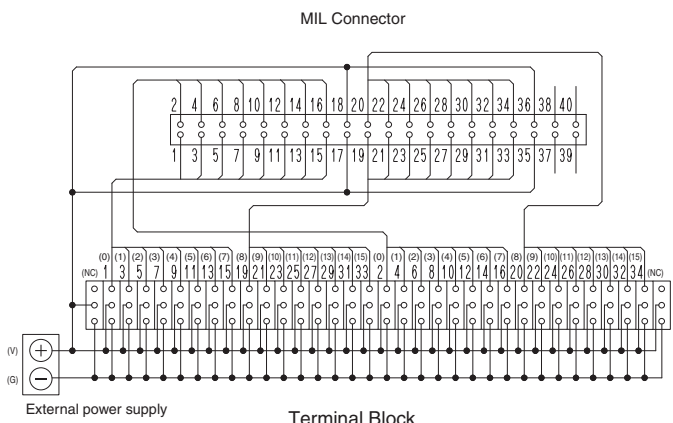 MIL Connector
2 4 6 8 10 12 14 16 18 20 22 24 26 28 30 32 34 36 38 40
1 3 5 7 9 11 13 15 17 19 21 23 25 27 29 31 33 35 37 39
(0) (1) (2) (3) (4) (5) (6) (7) (8) (9) (10) (11) (12) (13) (14) (15) (0) (1) (2) (3) (4) (5) (6) (7) (8) (9) (10) (11) (12) (13) (14) (15)
(NC) 1 3 5 7 9 11 13 15 19 21 23 25 27 29 31 33 2 4 6 8 10 12 14 16 20 22 24 26 28 30 32 34 (NC)
(V) +
(G) −
External power supply
Terminal Block